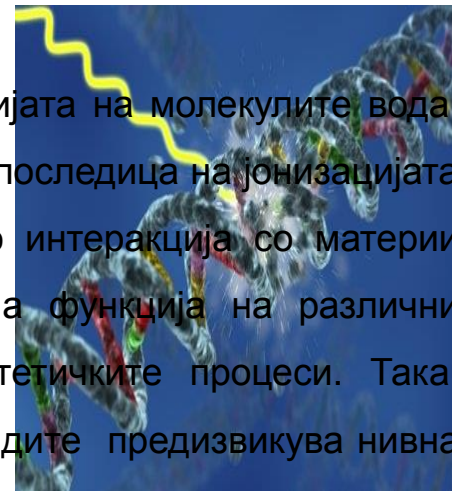 ијата на молекулите вода
последица на јонизацијата
интеракција со материи
а функција на различни
тетичките процеси. Така
дите предизвикува нивна